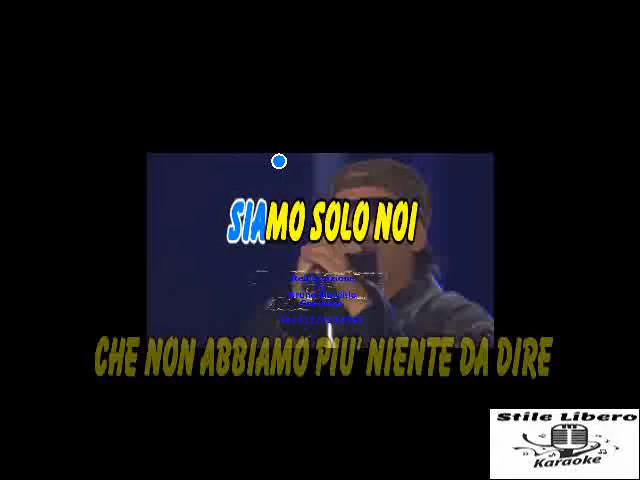 SIAMO SOLO NOI
CHE NON ABBIAMO PIU' NIENTE DA DIRE
Stile Libero
Karaoke